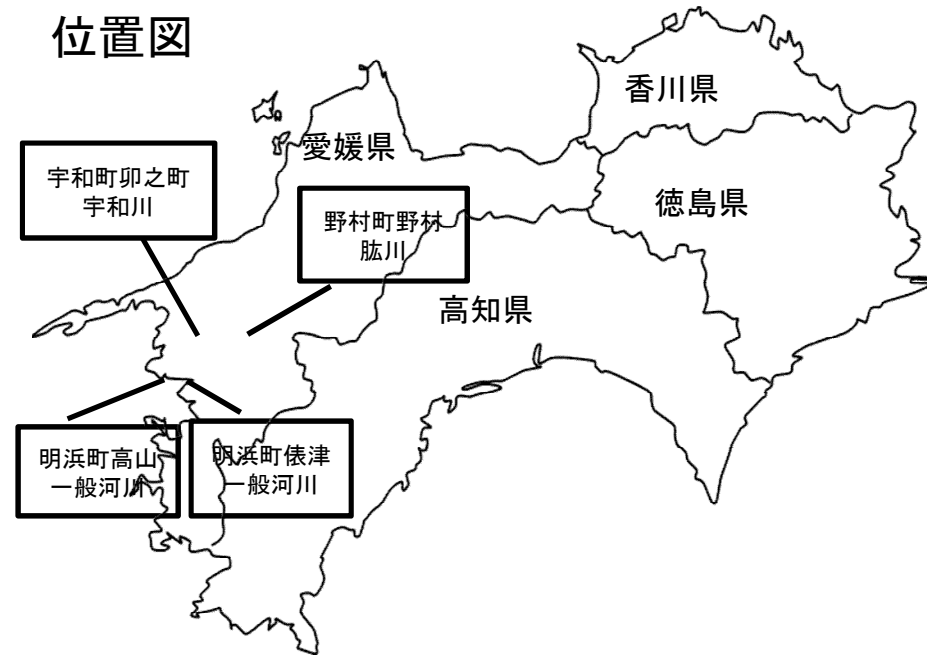 位置図
香川県
愛媛県
宇和町卯之町
宇和川
野村町野村
肱川
徳島県
高知県
明浜町高山
一般河川
明浜町俵津
一般河川